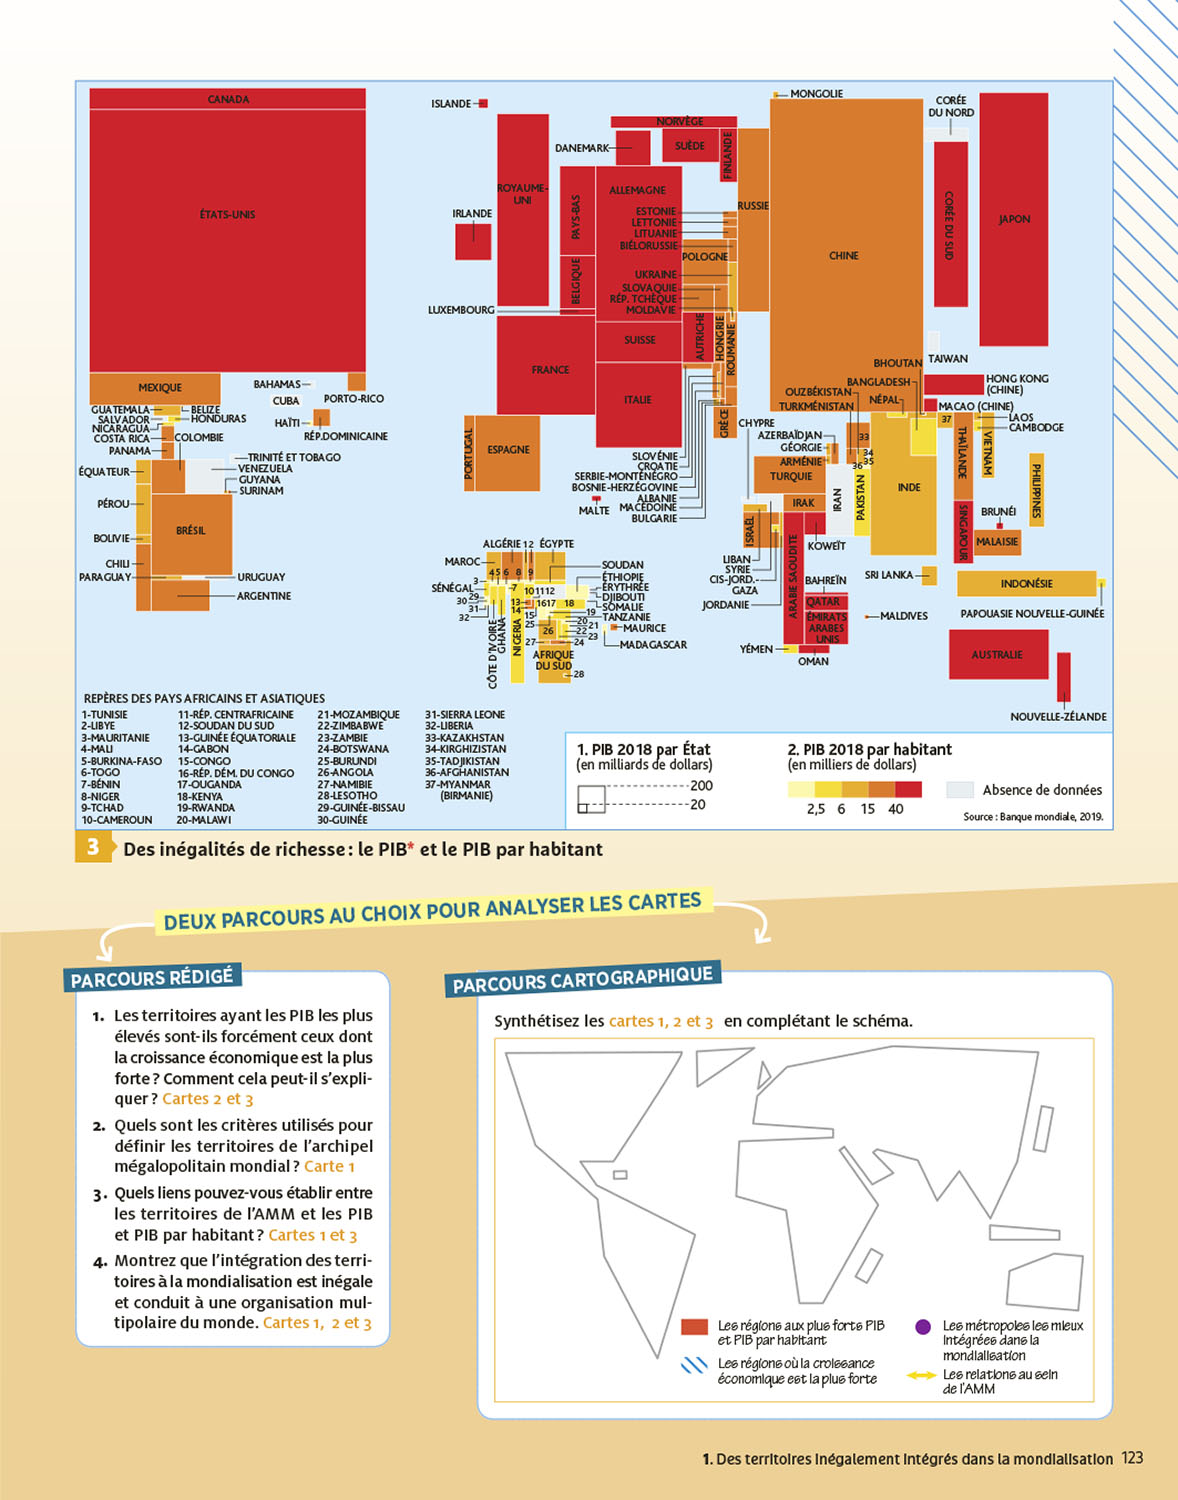 CANADA
ÉTATS-UNIS
MEXIQUE
GUATEMALA
BELIZE
SALVADOR
HONDURAS
NICARAGUA
COSTA RICA
COLOMBIE
PANAMA
BAHAMAS
CUBA
PORTO-RICO
HAÏTI
RÉP.DOMINICAINE
TRINITÉ ET TOBAGO
VENEZUELA
GUYANA
SURINAM
ÉQUATEUR
PÉROU
BRÉSIL
BOLIVIE
CHILI
PARAGUAY
URUGUAY
ARGENTINE
ISLANDE
NORVÈGE
DANEMARK
SUÈDE
FINLANDE
ROYAUME-
UNI
IRLANDE
PAYS-BAS
ALLEMAGNE
BELGIQUE
LUXEMBOURG
ESTONIE
LETTONIE
LITUANIE
BIÉLORUSSIE
POLOGNE
UKRAINE
SLOVAQUIE
RÉP. TCHÈQUE
MOLDAVIE
RUSSIE
FRANCE
SUISSE
AUTRICHE
HONGRIE
ROUMANIE
ITALIE
GRÈCE
PORTUGAL
ESPAGNE
SLOVÉNIE
CROATIE
SERBIE-MONTÉNÉGRO
BOSNIE-HERZÉGOVINE
ALBANIE
MACÉDOINE
BULGARIE
MALTE
CHYPRE
MONGOLIE
CORÉE
DU NORD
CHINE
CORÉE DU SUD
JAPON
TAIWAN
BHOUTAN
BANGLADESH
HONG KONG
(CHINE)
OUZBÉKISTAN
NÉPAL
TURKMÉNISTAN
MACAO (CHINE)
LAOS
CAMBODGE
37
33
34
35
36
AZERBAÏDJAN
GÉORGIE
ARMÉNIE
TURQUIE
IRAK
IRAN
PAKISTAN
INDE
THAÏLANDE
VIETNAM
PHILIPPINES
SINGAPOUR
BRUNÉI
MALAISIE
ISRAËL
LIBAN
SYRIE
CIS-JORD.-
GAZA
JORDANIE
ARABIE SAOUDITE
KOWEÏT
BAHREÏN
QATAR
ÉMIRATS
ARABES
UNIS
YÉMEN
OMAN
SRI LANKA
MALDIVES
INDONÉSIE
PAPOUASIE NOUVELLE-GUINÉE
AUSTRALIE
NOUVELLE-ZÉLANDE
ALGÉRIE 1 2 ÉGYPTE
MAROC
SOUDAN
4 5 6 8 9
ÉTHIOPIE
3
SÉNÉGAL
7 10 11 12
ÉRYTHRÉE
DJIBOUTI
29
30
13
16 17 18
SOMALIE
31
14
19
32
15
TANZANIE
25
26
20
21
22
23
MAURICE
27
24
MADAGASCAR
CÔTE D'IVOIRE
GHANA
NIGERIA
AFRIQUE
DU SUD
28
REPÈRES DES PAYS AFRICAINS ET ASIATIQUES
1-TUNISIE
2-LIBYE
3-MAURITANIE
4-MALI
5-BURKINA-FASO
6-TOGO
7-BÉNIN
8-NIGER
9-TCHAD
10-CAMEROUN
11-RÉP. CENTRAFRICAINE
12-SOUDAN DU SUD
13-GUINÉE ÉQUATORIALE
14-GABON
15-CONGO
16-RÉP. DÉM. DU CONGO
17-OUGANDA
18-KENYA
19-RWANDA
20-MALAWI
21-MOZAMBIQUE
22-ZIMBABWE
23-ZAMBIE
24-BOTSWANA
25-BURUNDI
26-ANGOLA
27-NAMIBIE
28-LESOTHO
29-GUINÉE-BISSAU
30-GUINÉE
31-SIERRA LEONE
32-LIBERIA
33-KAZAKHSTAN
34-KIRGHIZISTAN
35-TADJIKISTAN
36-AFGHANISTAN
37-MYANMAR
(BIRMANIE)
1. PIB 2018 par État
(en milliards de dollars)
200
20
2. PIB 2018 par habitant
(en milliers de dollars)
2,5 6 15 40
Absence de données
Source : Banque mondiale, 2019.
3 Des inégalités de richesse : le PIB* et le PIB par habitant
DEUX PARCOURS AU CHOIX POUR ANALYSER LES CARTES
PARCOURS RÉDIGÉ
1. Les territoires ayant les PIB les plus
élevés sont-ils forcément ceux dont
la croissance économique est la plus
forte ? Comment cela peut-il s'expli-
quer ? Cartes 2 et 3
2. Quels sont les critères utilisés pour
définir les territoires de l'archipel
mégalopolitain mondial ? Carte 1
3. Quels liens pouvez-vous établir entre
les territoires de l'AMM et les PIB
et PIB par habitant ? Cartes 1 et 3
4. Montrez que l'intégration des terri-
toires à la mondialisation est inégale
et conduit à une organisation mul-
tipolaire du monde. Cartes 1, 2 et 3
PARCOURS CARTOGRAPHIQUE
Synthétisez les cartes 1, 2 et 3 en complétant le schéma.
Les régions aux plus fortes PIB
et PIB par habitant
Les régions où la croissance
économique est la plus forte
Les métropoles les mieux
intégrées dans la
mondialisation
Les relations au sein
de l'AMM
1. Des territoires inégalement intégrés dans la mondialisation 123